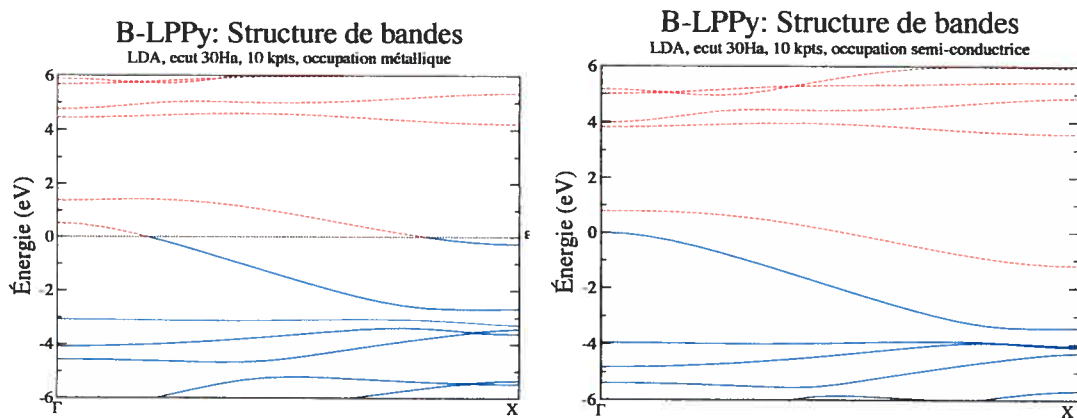 B-LPPy: Structure de bandes
LDA, ecut 30Ha, 10 kpts, occupation métallique
Énergie (eV)
6
4
2
0
-2
-4
-6
Γ
X
B-LPPy: Structure de bandes
LDA, ecut 30Ha, 10 kpts, occupation semi-conductrice
Énergie (eV)
6
4
2
0
-2
-4
-6
Γ
X